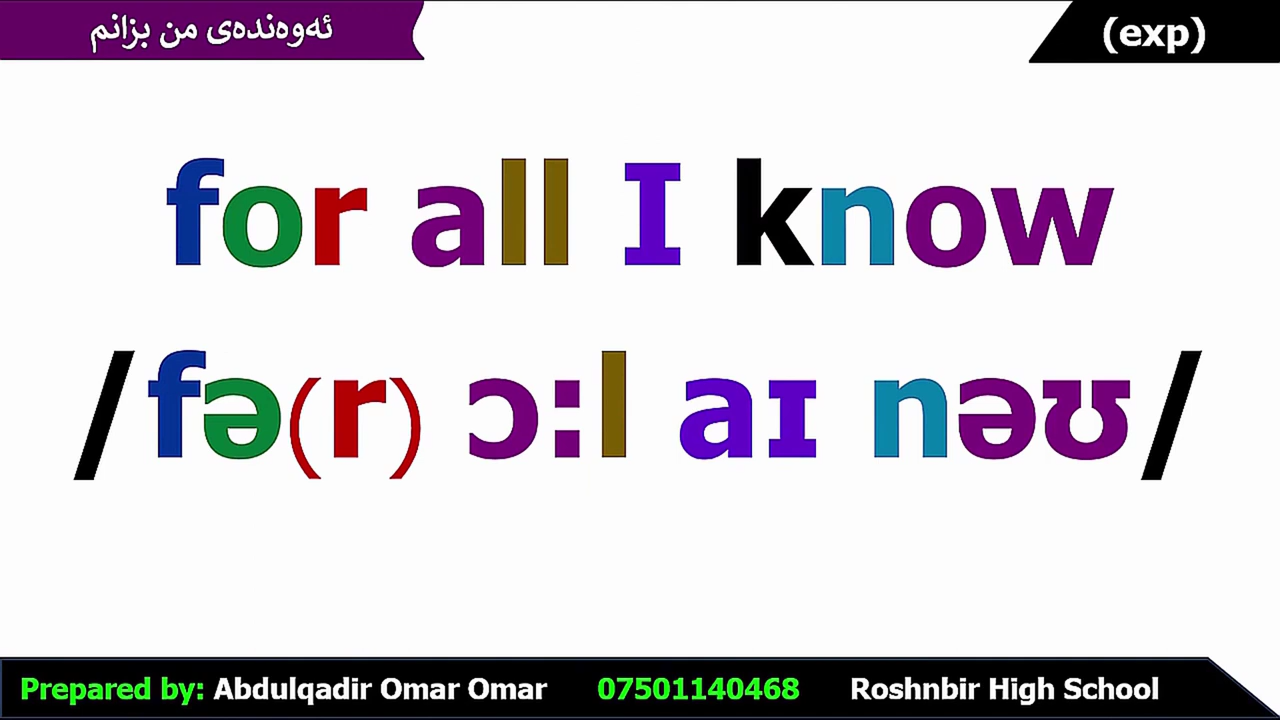 ئەوەندەی من بزانم
(exp)
for all I know
/fə(r) ɔ:l aɪ nəʊ/
Prepared by: Abdulqadir Omar Omar 07501140468 Roshnbir High School